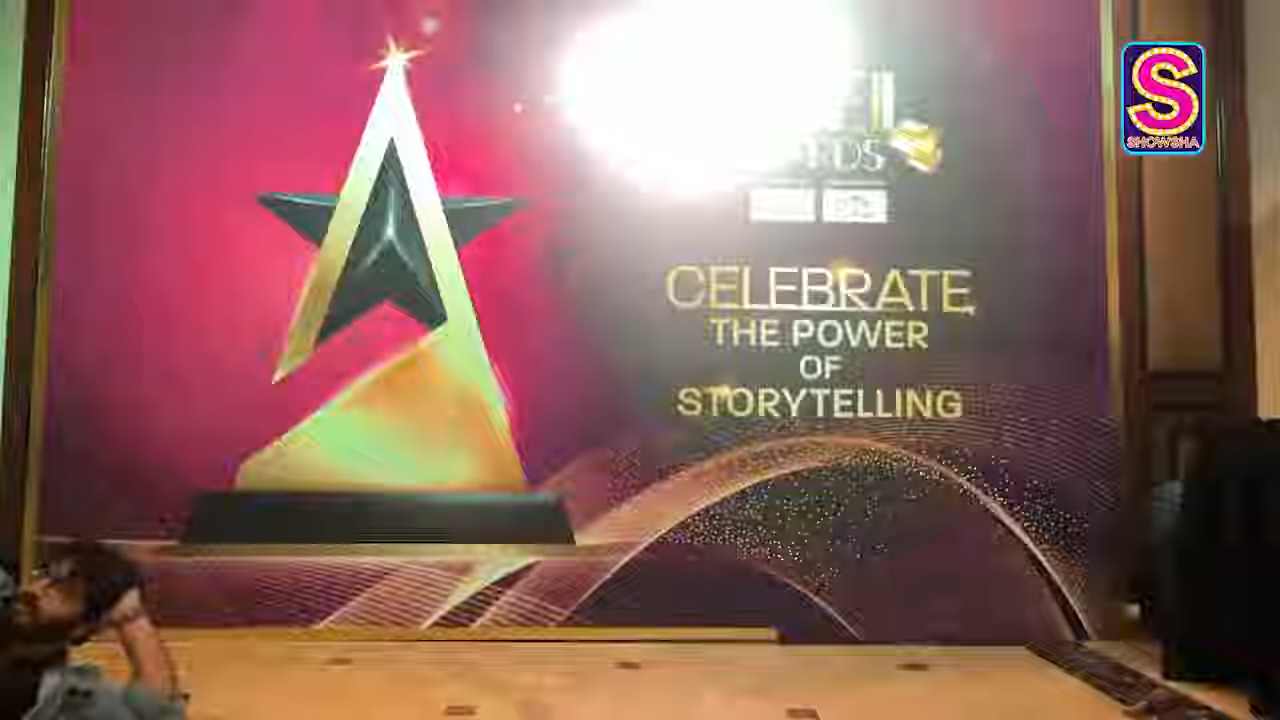 S
SHOWSHA
CELEBRATE
THE POWER
OF
STORYTELLING